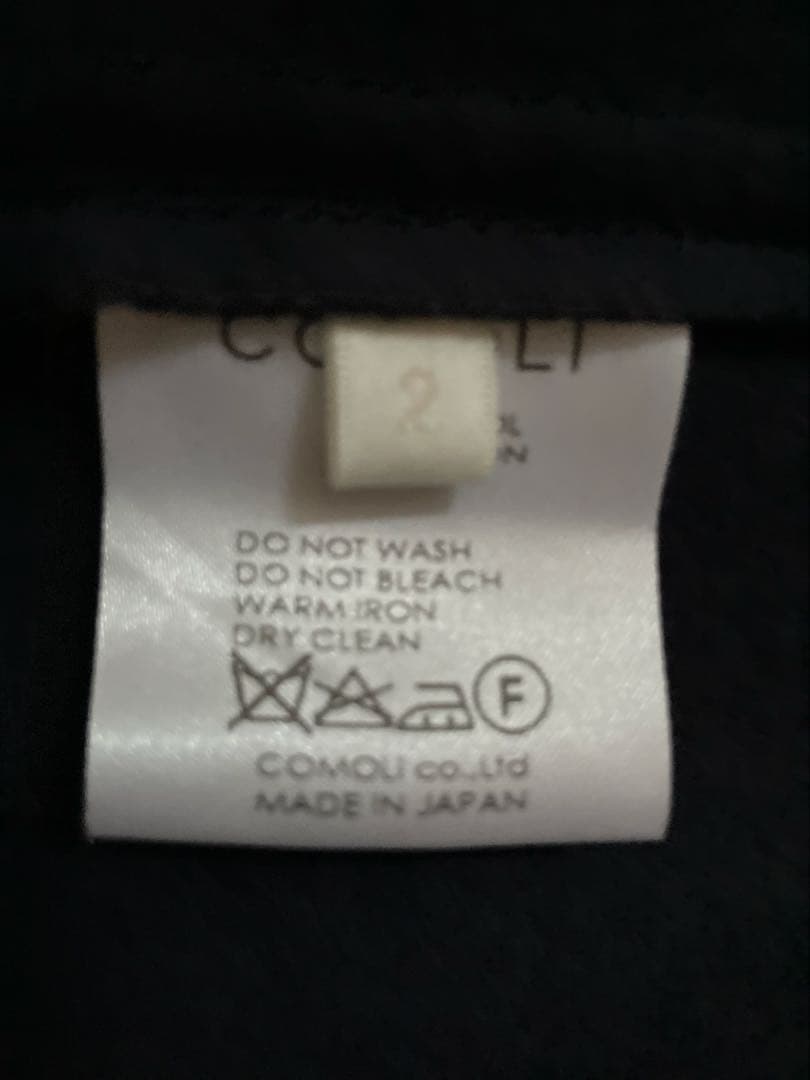 2
DO NOT WASH
DO NOT BLEACH
WARM IRON
DRY CLEAN
F
COMOLI co.,Ltd
MADE IN JAPAN